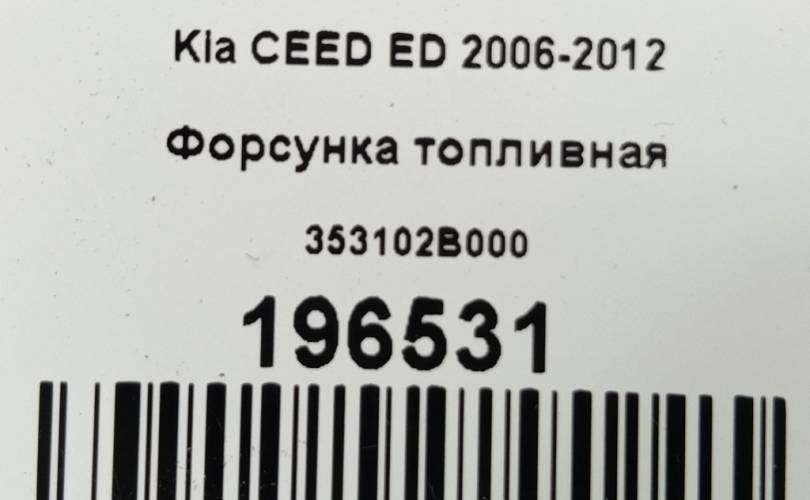 Kia CEED ED 2006-2012
Форсунка топливная
353102B000
196531